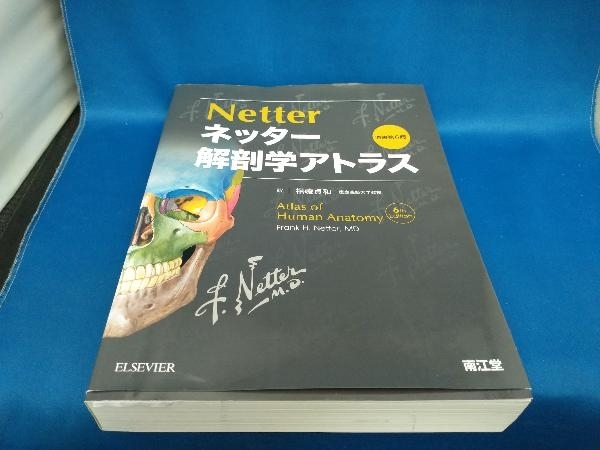 Netter
ネッター
解剖学アトラス
原書第6版
訳 相磯貞和
Atlas of
Human Anatomy
6th Edition
Frank H. Netter, MD
F. Netter
M.D.
ELSEVIER
南江堂